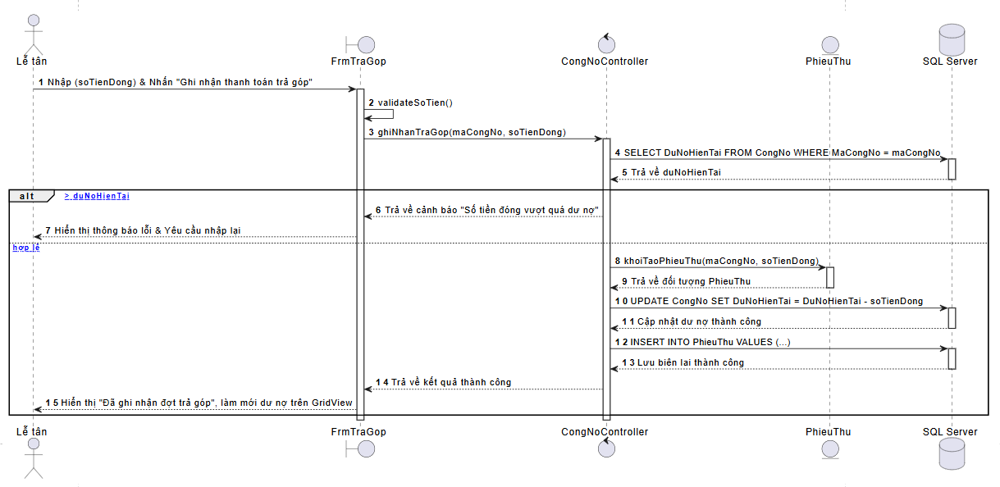 Lễ tân
FrmTraGop
CongNoController
PhieuThu
SQL Server
1 Nhập (soTienDong) & Nhấn "Ghi nhận thanh toán trả góp"
2 validateSoTien()
3 ghiNhanTraGop(maCongNo, soTienDong)
4 SELECT DuNoHienTai FROM CongNo WHERE MaCongNo = maCongNo
5 Trả về duNoHienTai
alt
> duNoHienTai
6 Trả về cảnh báo "Số tiền đóng vượt quá dư nợ"
7 Hiển thị thông báo lỗi & Yêu cầu nhập lại
hợp lệ
8 khoiTaoPhieuThu(maCongNo, soTienDong)
9 Trả về đối tượng PhieuThu
10 UPDATE CongNo SET DuNoHienTai = DuNoHienTai - soTienDong
11 Cập nhật dư nợ thành công
12 INSERT INTO PhieuThu VALUES (...)
13 Lưu biên lai thành công
14 Trả về kết quả thành công
15 Hiển thị "Đã ghi nhận đợt trả góp", làm mới dư nợ trên GridView
Lễ tân
FrmTraGop
CongNoController
PhieuThu
SQL Server